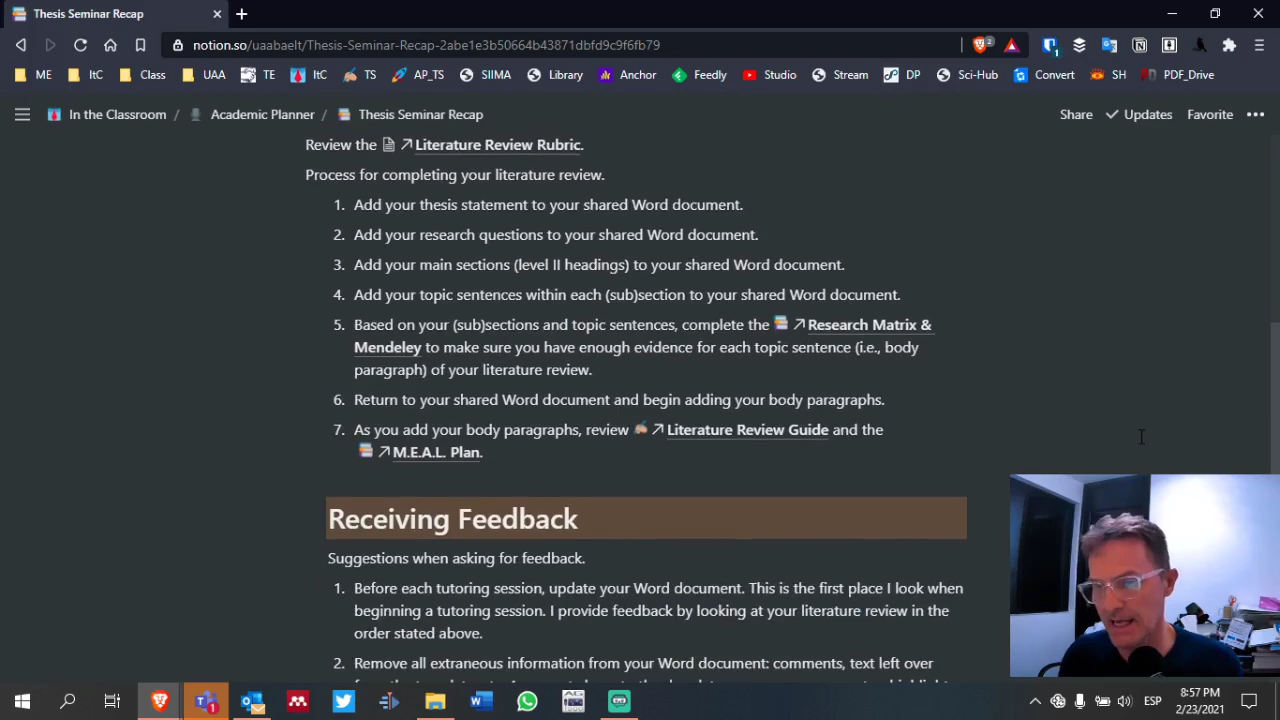 Thesis Seminar Recap
notion.so/uaabaelt/Thesis-Seminar-Recap-2abe1e3b50664b43871dbfd9c9f6fb79
2
1
ME ItC Class UAA TE ItC TS AP_TS SIIMA Library Anchor Feedly Studio Stream DP Sci-Hub Convert SH PDF_Drive
In the Classroom / Academic Planner / Thesis Seminar Recap Share Updates Favorite
Review the Literature Review Rubric.
Process for completing your literature review.
1. Add your thesis statement to your shared Word document.
2. Add your research questions to your shared Word document.
3. Add your main sections (level II headings) to your shared Word document.
4. Add your topic sentences within each (sub)section to your shared Word document.
5. Based on your (sub)sections and topic sentences, complete the Research Matrix &
Mendeley to make sure you have enough evidence for each topic sentence (i.e., body
paragraph) of your literature review.
6. Return to your shared Word document and begin adding your body paragraphs.
7. As you add your body paragraphs, review Literature Review Guide and the
M.E.A.L. Plan.
Receiving Feedback
Suggestions when asking for feedback.
1. Before each tutoring session, update your Word document. This is the first place I look when
beginning a tutoring session. I provide feedback by looking at your literature review in the
order stated above.
2. Remove all extraneous information from your Word document: comments, text left over
ESP
8:57 PM
2/23/2021